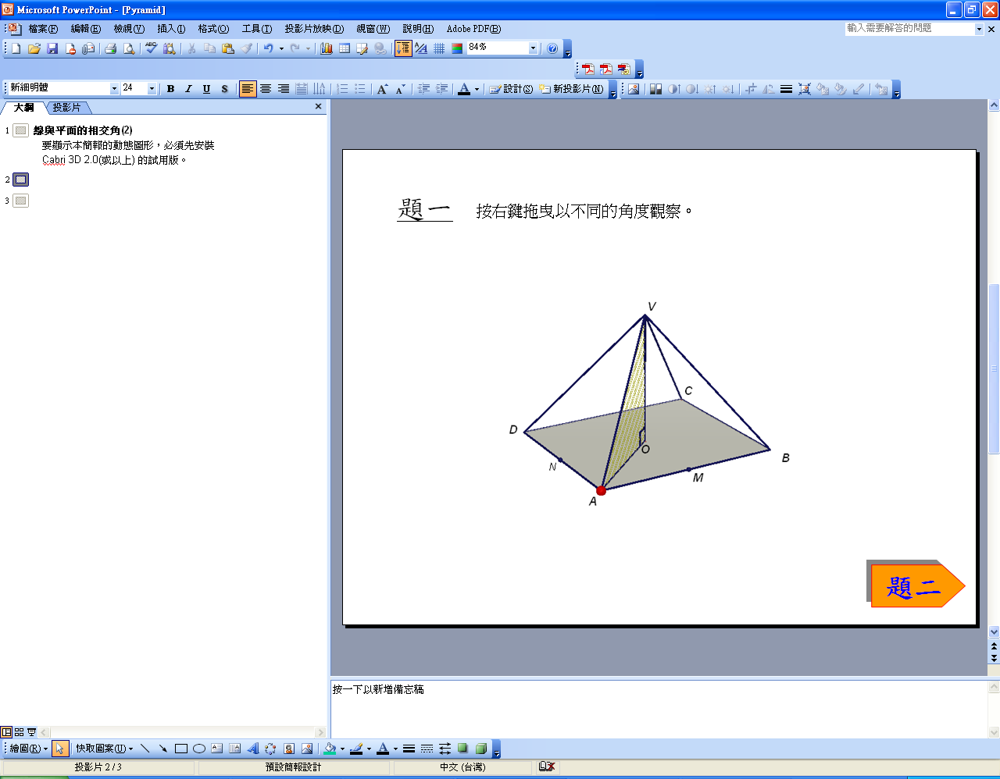 Microsoft PowerPoint - [Pyramid]
檔案(F) 編輯(E) 檢視(V) 插入(I) 格式(O) 工具(T) 投影片放映(D) 視窗(W) 說明(H) Adobe PDF(B) 輸入需要解答的問題
84%
新細明體 24 B I U S 設計(S) 新投影片(N)
大綱 投影片
1 線與平面的相交角(2)
要顯示本簡報的動態圖形，必須先安裝
Cabri 3D 2.0(或以上) 的試用版。
2
3
題一 按右鍵拖曳以不同的角度觀察。
V
C
D
O
B
N
M
A
題二
按一下以新增備忘稿
繪圖(R) 快取圖案(U)
投影片 2 / 3 預設簡報設計 中文 (台灣)